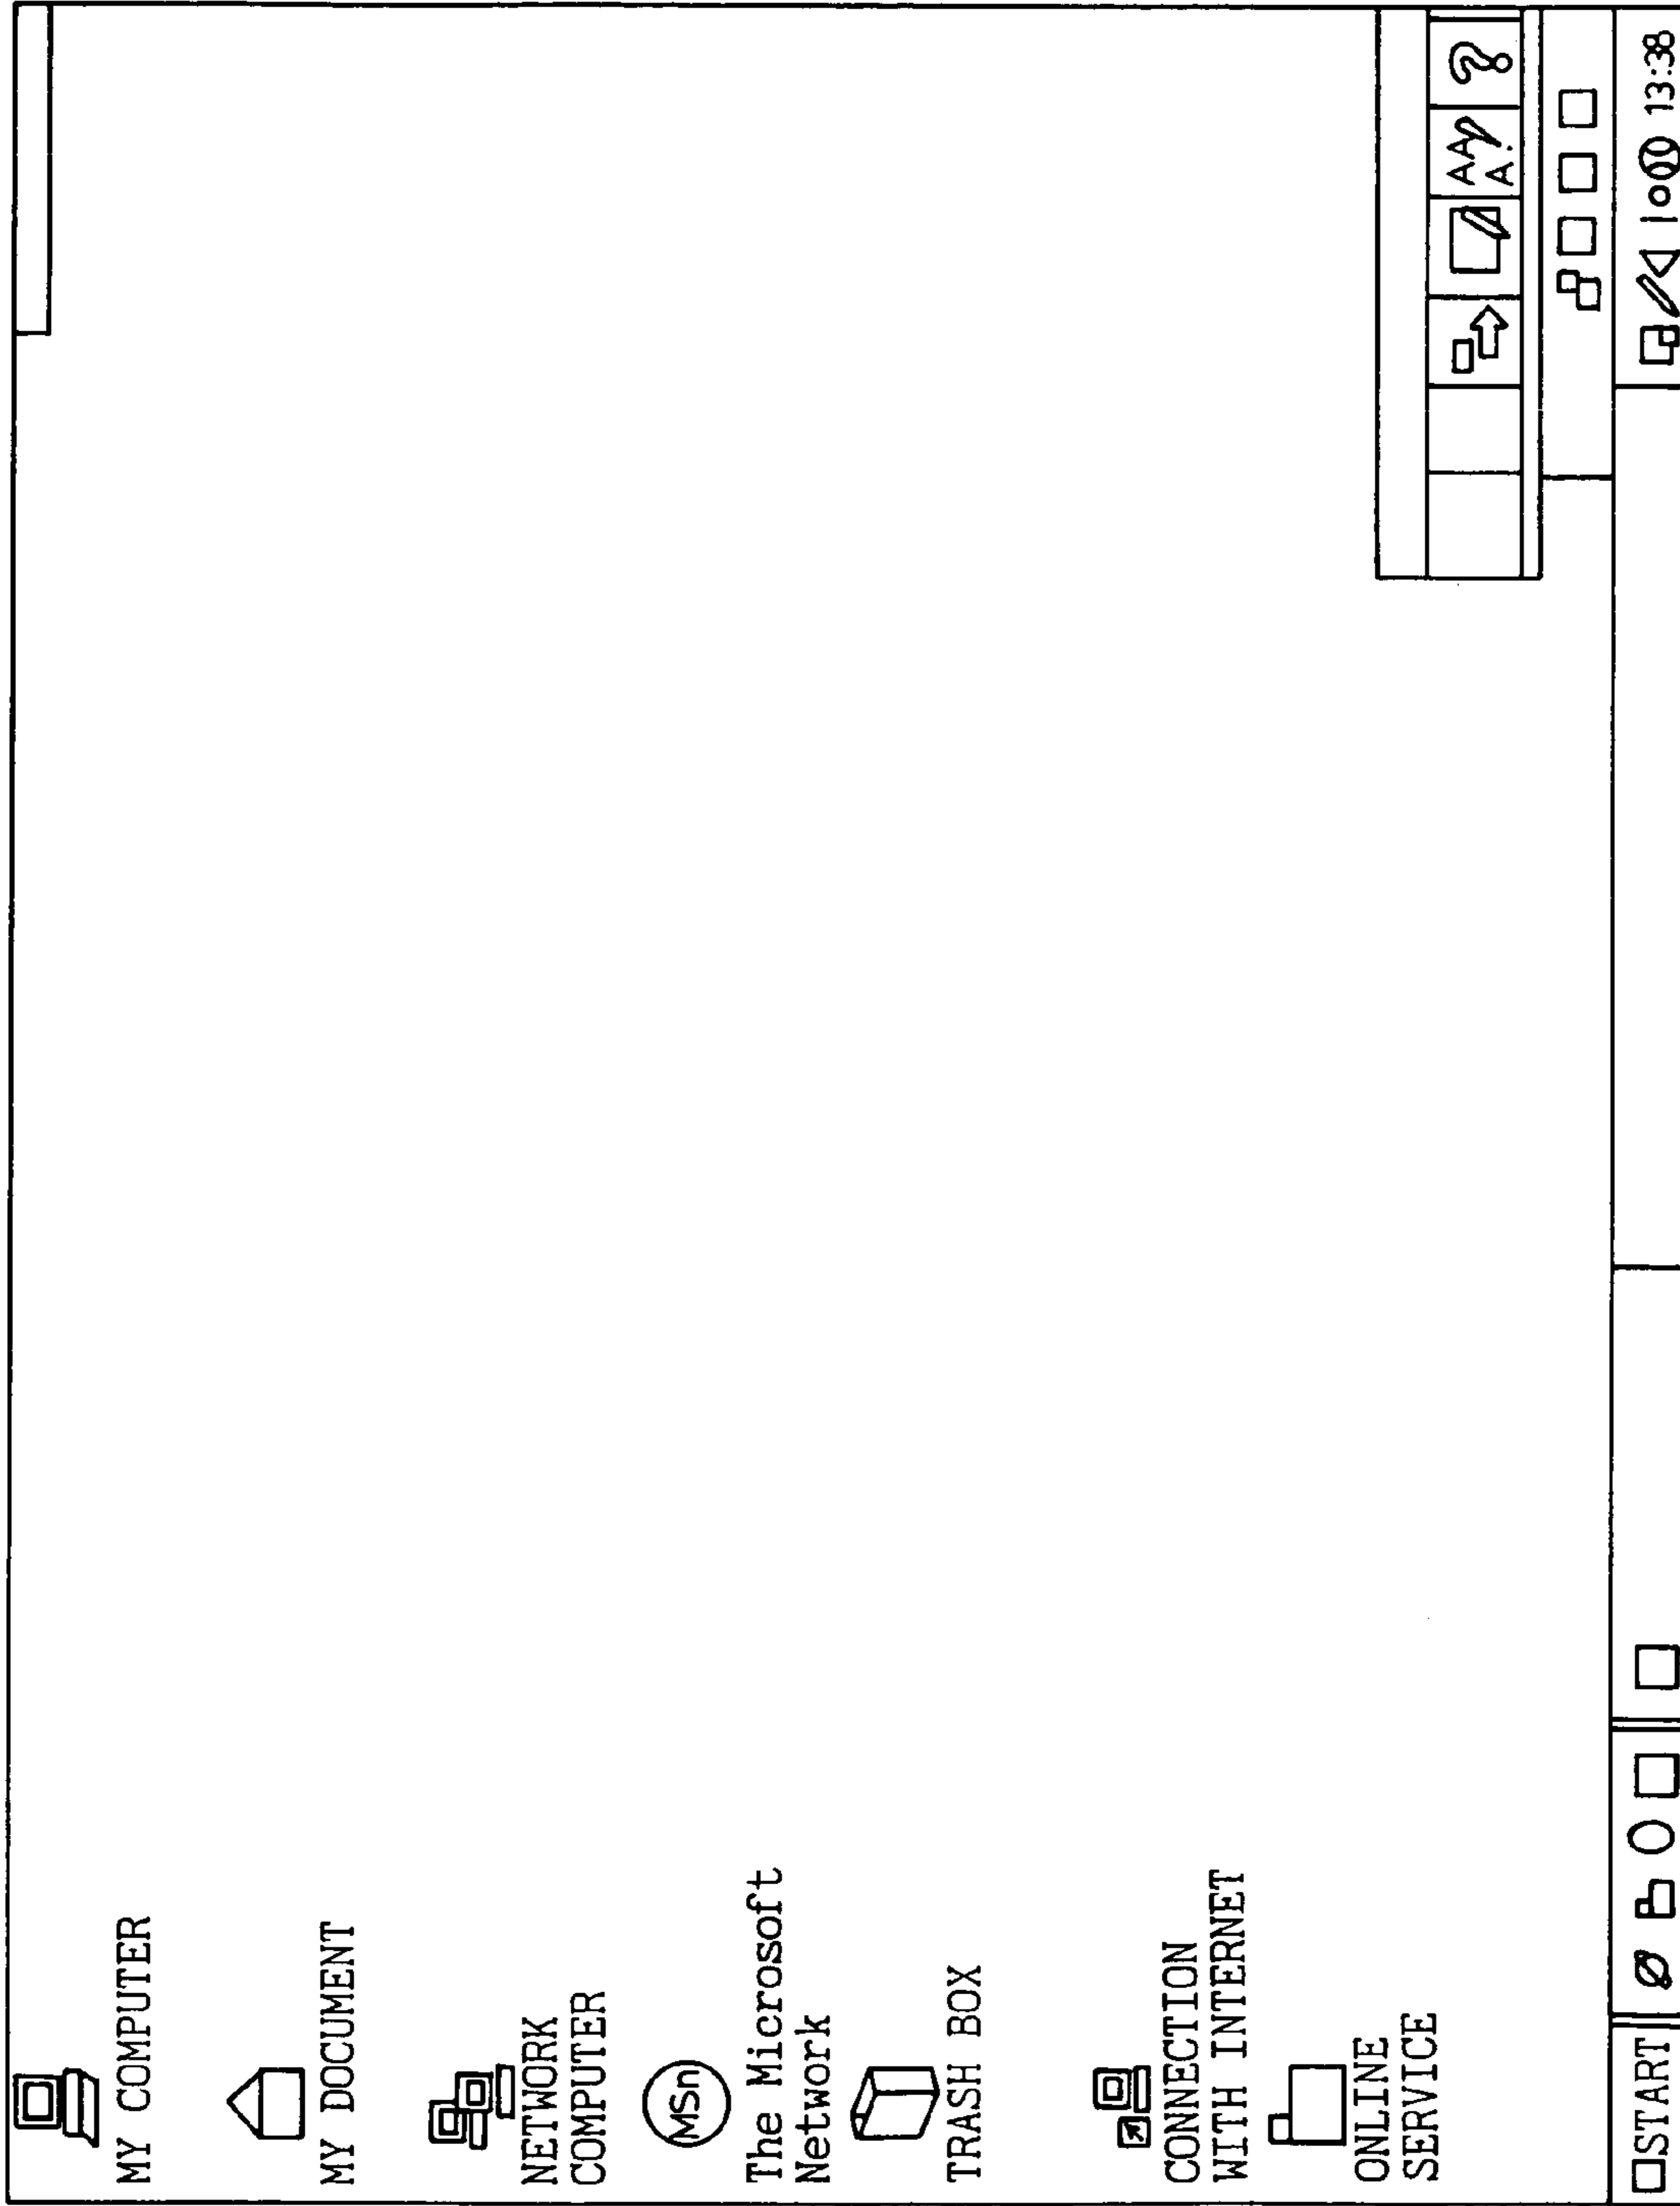 MY COMPUTER
MY DOCUMENT
NETWORK
COMPUTER
MSn
The Microsoft
Network
TRASH BOX
CONNECTION
WITH INTERNET
ONLINE
SERVICE
AA
A.
?
START
13:38